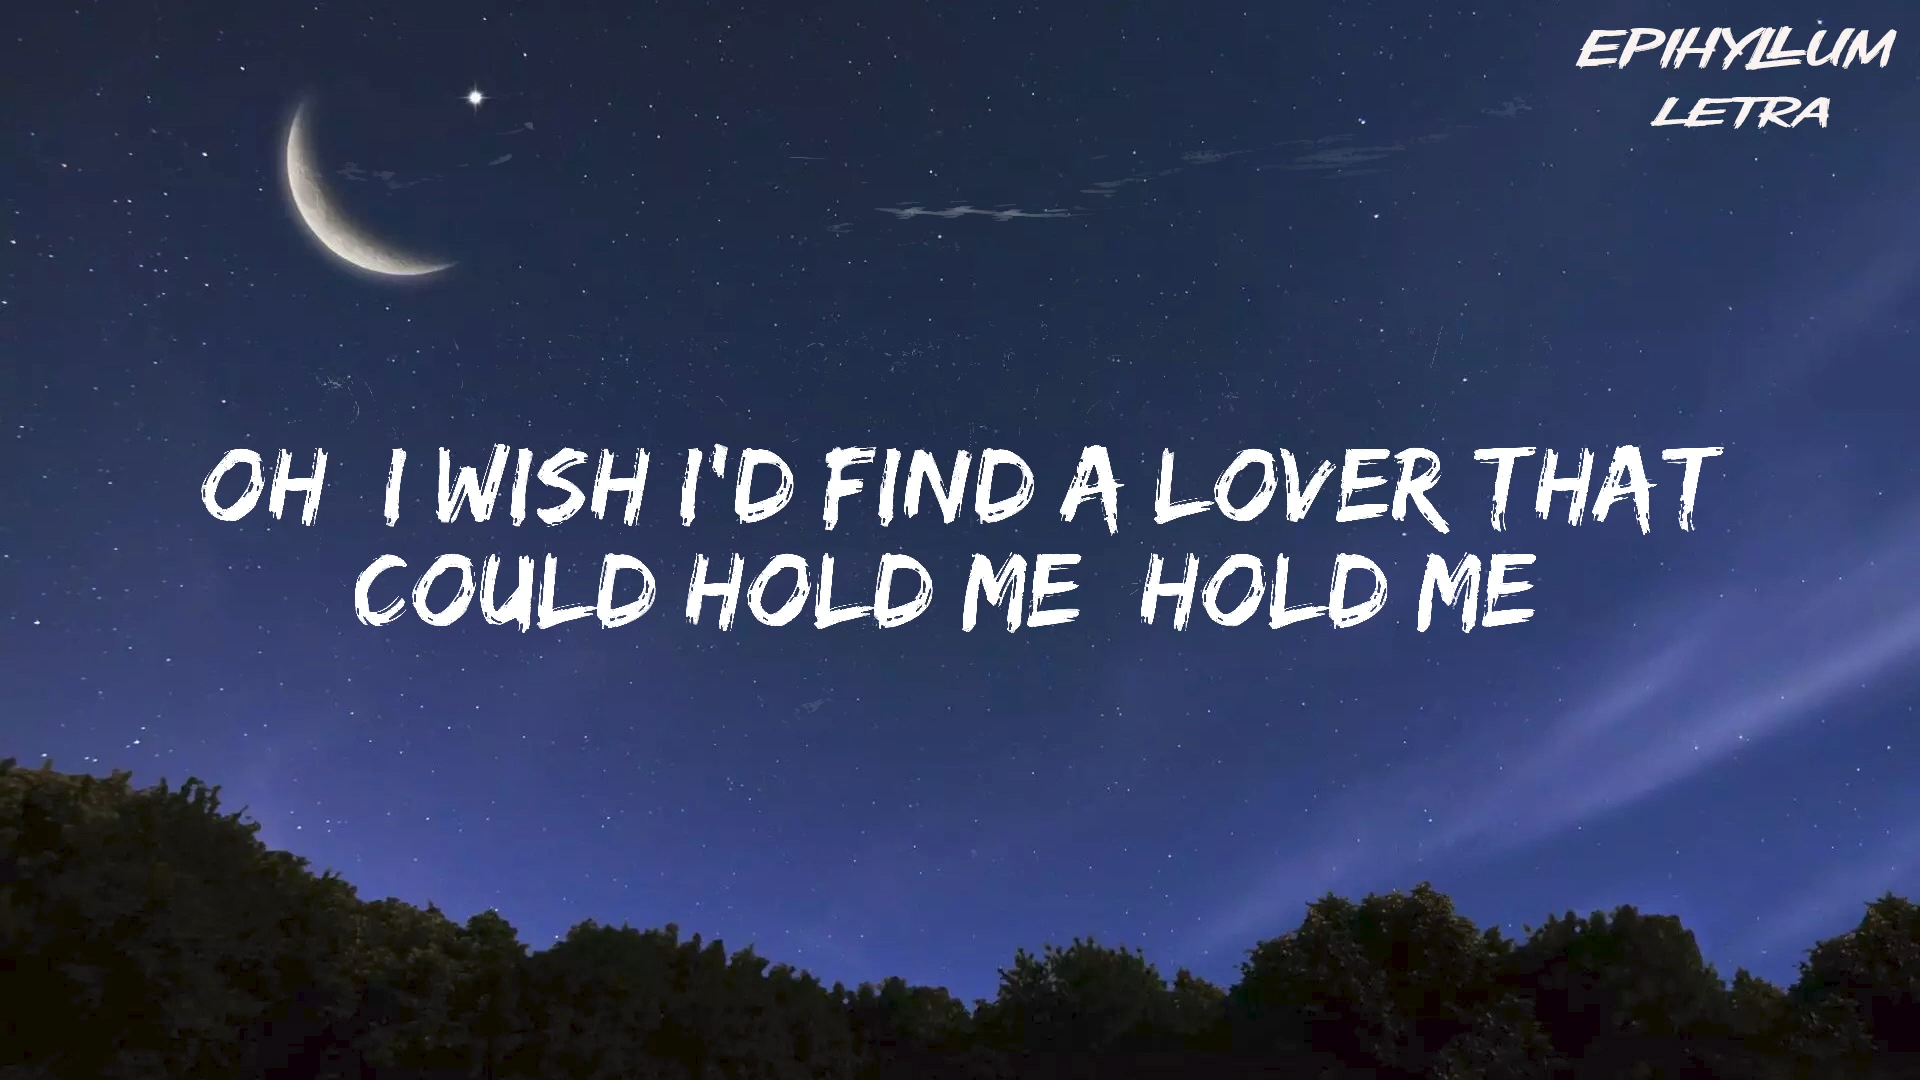 EPIHYLLUM
LETRA
OH I WISH I'D FIND A LOVER THAT
COULD HOLD ME HOLD ME